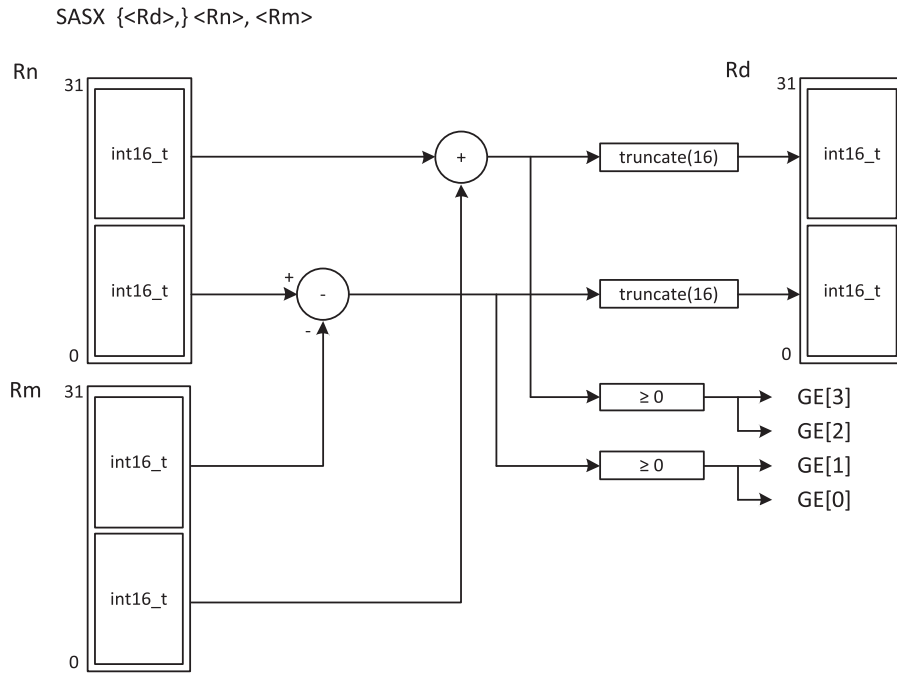 SASX {<Rd>,} <Rn>, <Rm>
Rn
Rd
31
31
int16_t
+
truncate(16)
int16_t
int16_t
+
-
-
truncate(16)
int16_t
0
0
Rm
31
≥ 0
GE[3]
GE[2]
int16_t
≥ 0
GE[1]
GE[0]
int16_t
0